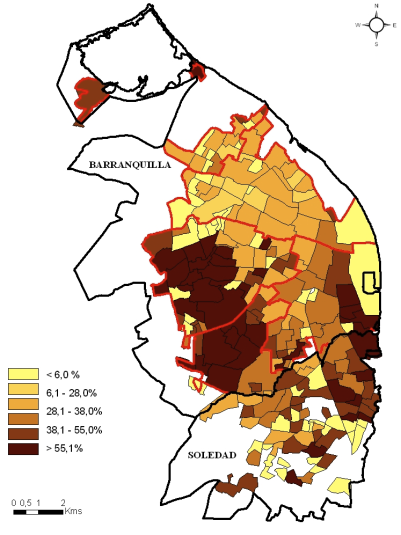 N
W E
S
BARRANQUILLA
< 6,0 %
6,1 - 28,0%
28,1 - 38,0%
38,1 - 55,0%
> 55,1%
SOLEDAD
0 0,5 1 2
Kms